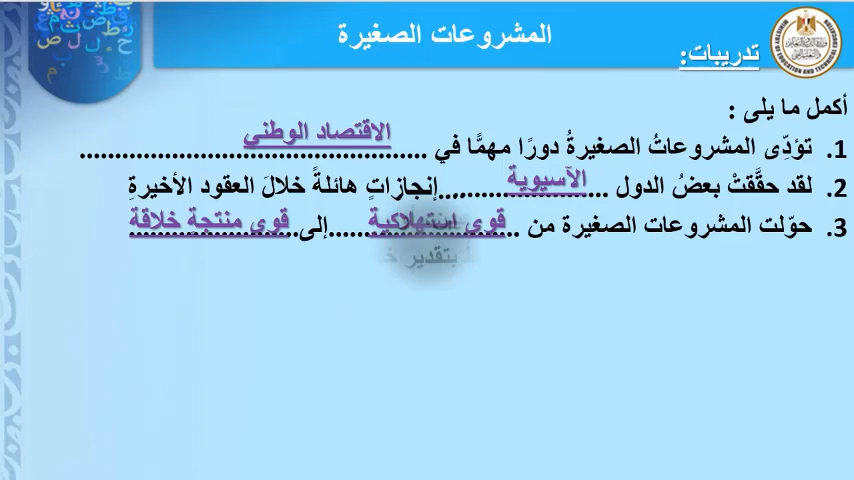 المشروعات الصغيرة
تدريبات:
أكمل ما يلى :
1. تؤدِّى المشروعاتُ الصغيرةُ دورًا مهمًّا في ................ الاقتصاد الوطني
2. لقد حقَّقتْ بعضُ الدول ........ الآسيوية ........إنجازاتٍ هائلةً خلالَ العقود الأخيرةِ
3. حوّلت المشروعات الصغيرة من ........ قوى استهلاكية ........إلى........ قوى منتجة خلاقة
بتقدير